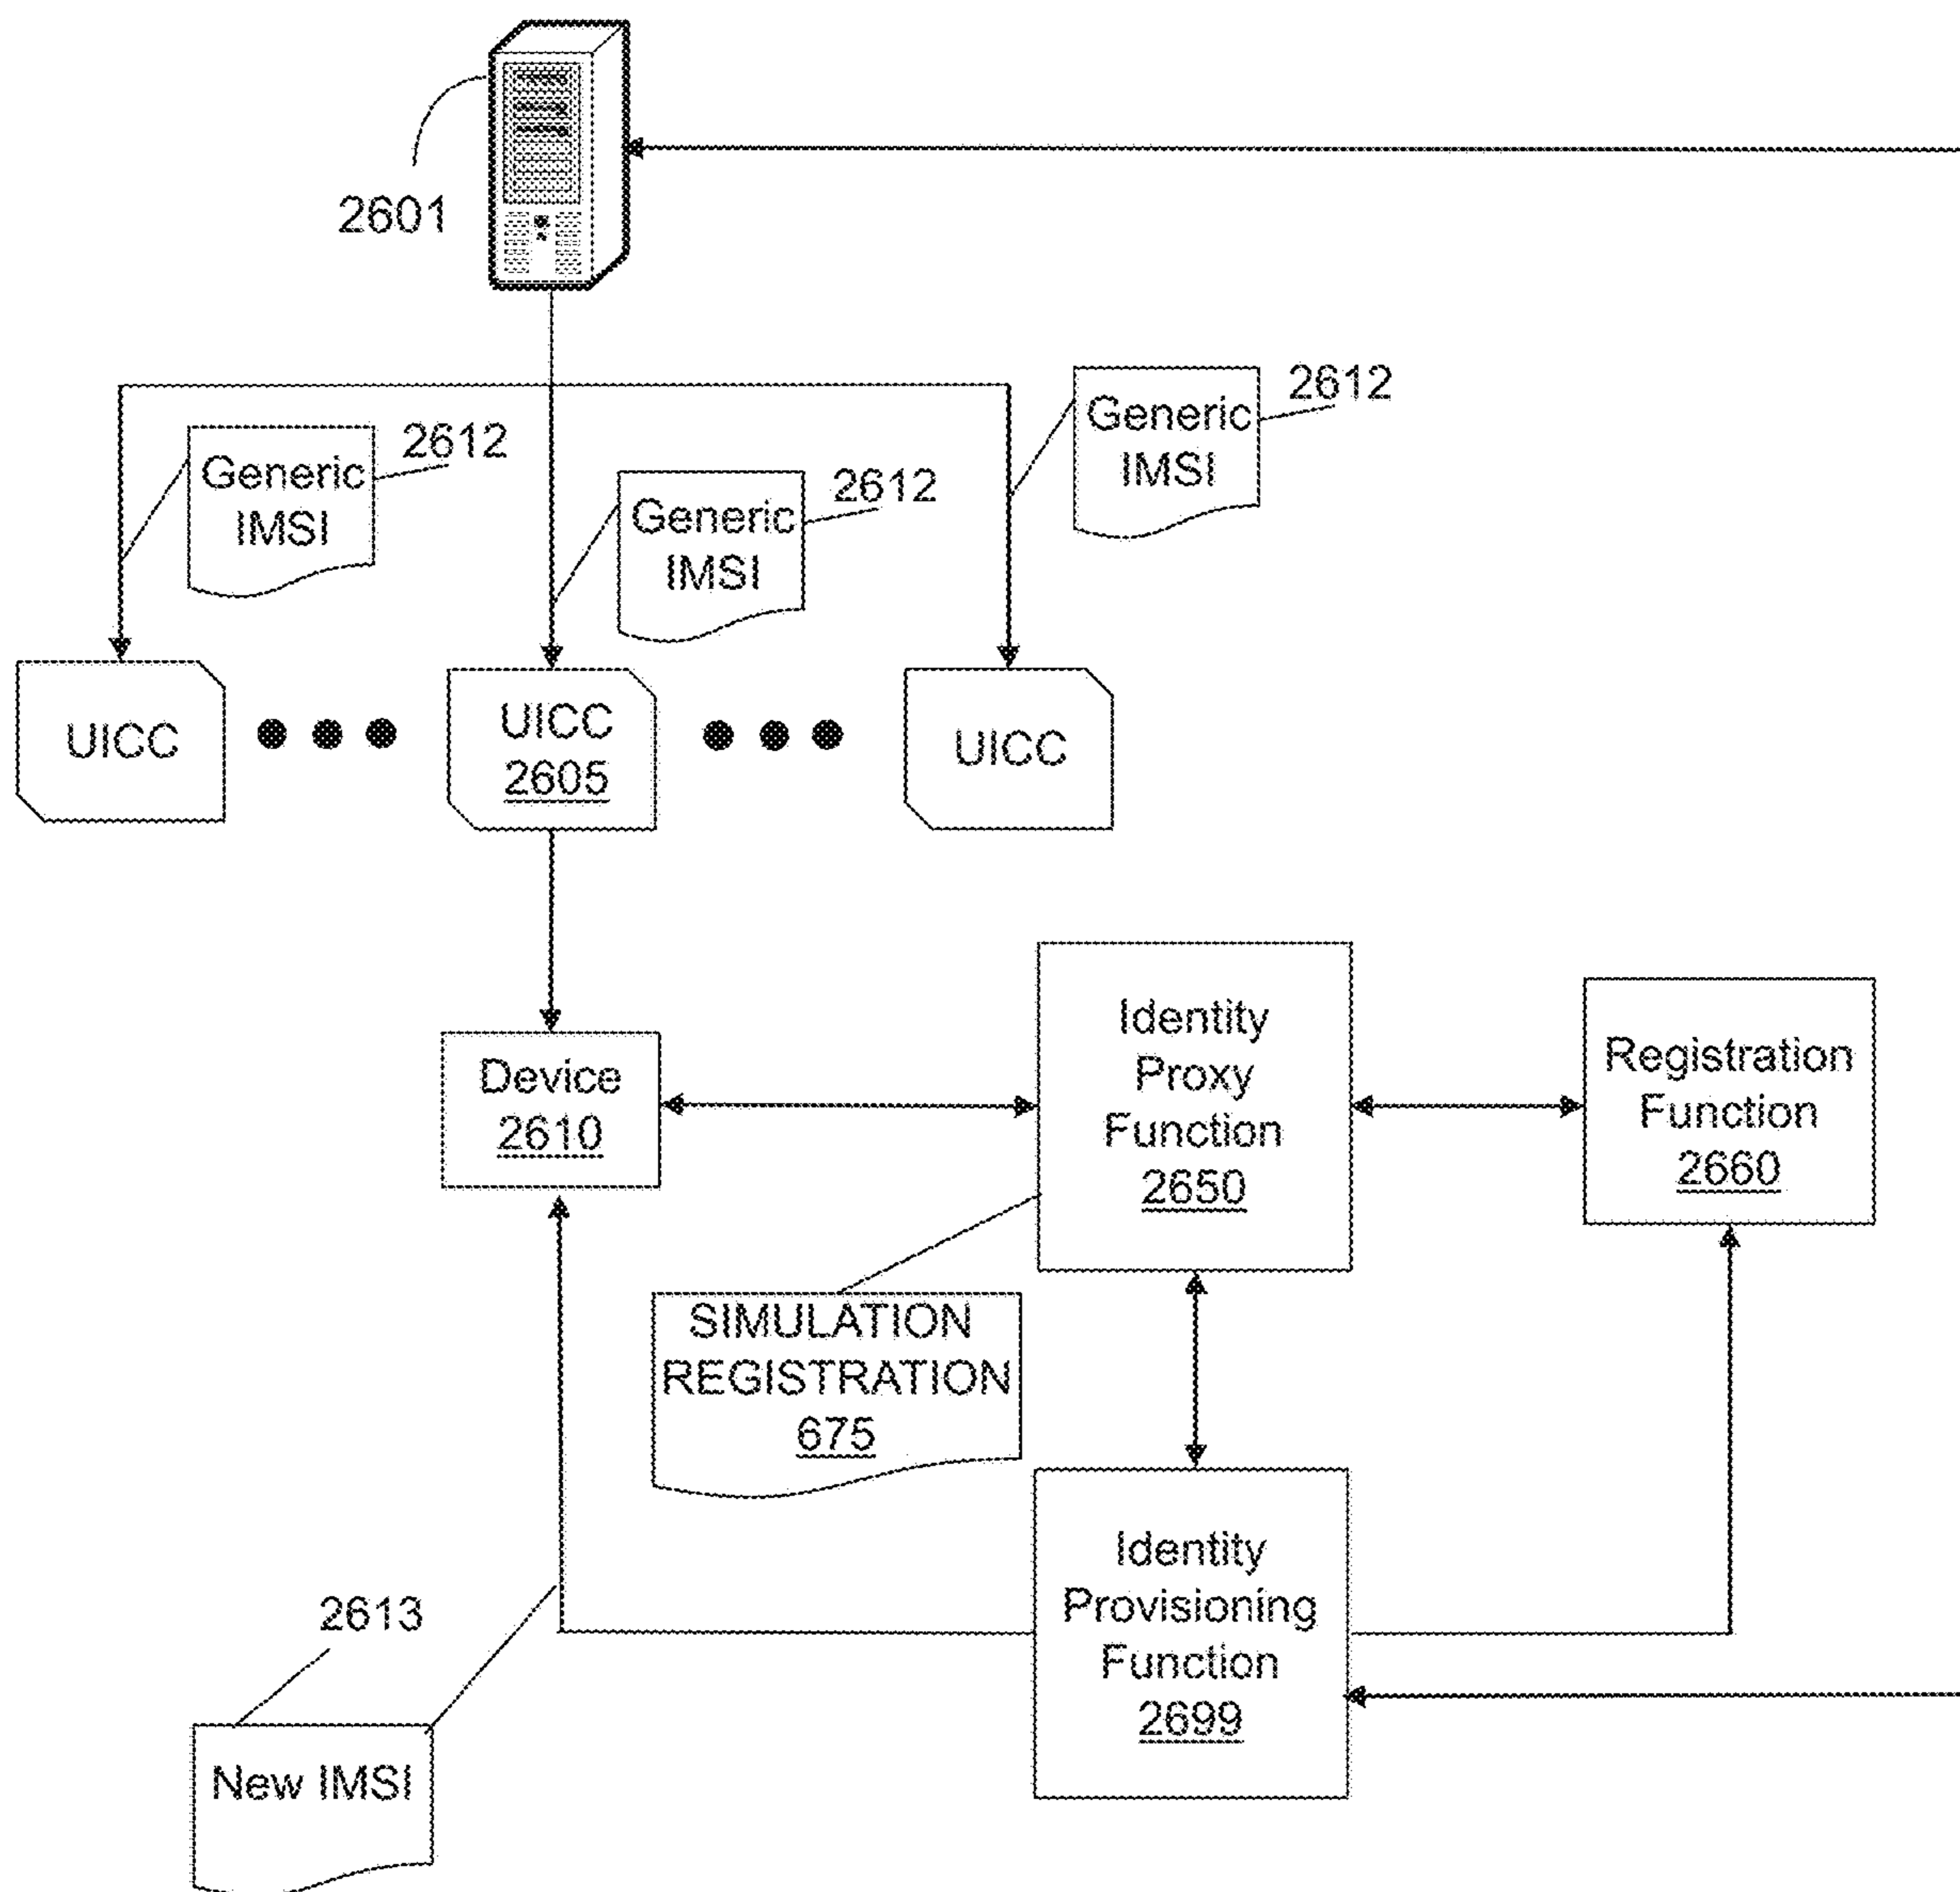 2601
Generic
IMSI
2612
Generic
IMSI
2612
Generic
IMSI
2612
UICC
UICC
2605
UICC
Device
2610
Identity
Proxy
Function
2650
Registration
Function
2660
SIMULATION
REGISTRATION
675
Identity
Provisioning
Function
2699
2613
New IMSI